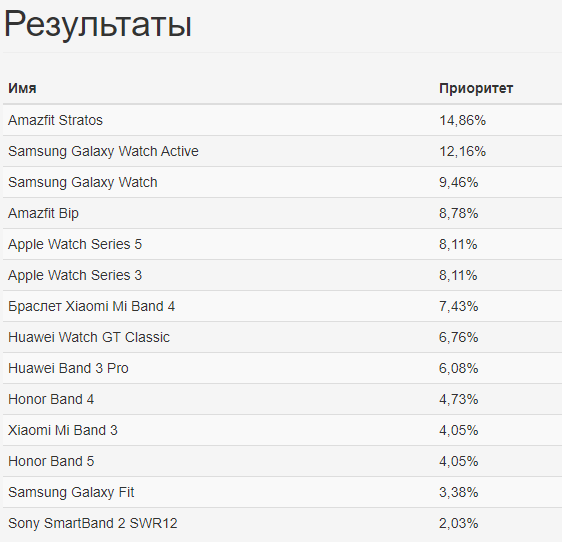 Результаты
Имя Приоритет
Amazfit Stratos 14,86%
Samsung Galaxy Watch Active 12,16%
Samsung Galaxy Watch 9,46%
Amazfit Bip 8,78%
Apple Watch Series 5 8,11%
Apple Watch Series 3 8,11%
Браслет Xiaomi Mi Band 4 7,43%
Huawei Watch GT Classic 6,76%
Huawei Band 3 Pro 6,08%
Honor Band 4 4,73%
Xiaomi Mi Band 3 4,05%
Honor Band 5 4,05%
Samsung Galaxy Fit 3,38%
Sony SmartBand 2 SWR12 2,03%